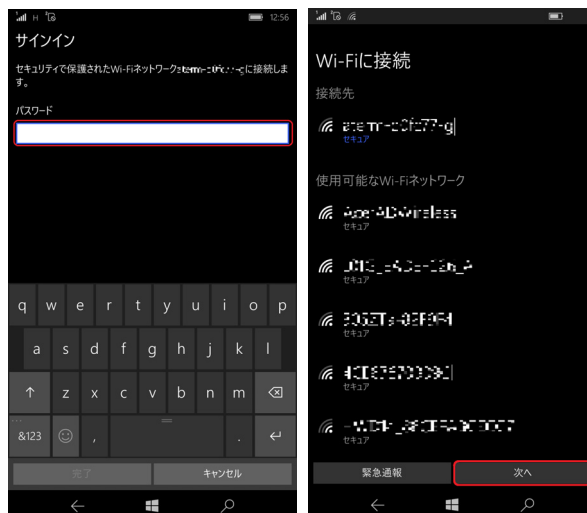 H
12:56
サインイン
セキュリティで保護されたWi-Fiネットワーク
に接続しま
す。
パスワード
q w e r t y u i o p
a s d f g h j k l
z x c v b n m
&123 , .
完了 キャンセル
Wi-Fiに接続
接続先
セキュア
使用可能なWi-Fiネットワーク
セキュア
セキュア
セキュア
セキュア
セキュア
緊急通報 次へ